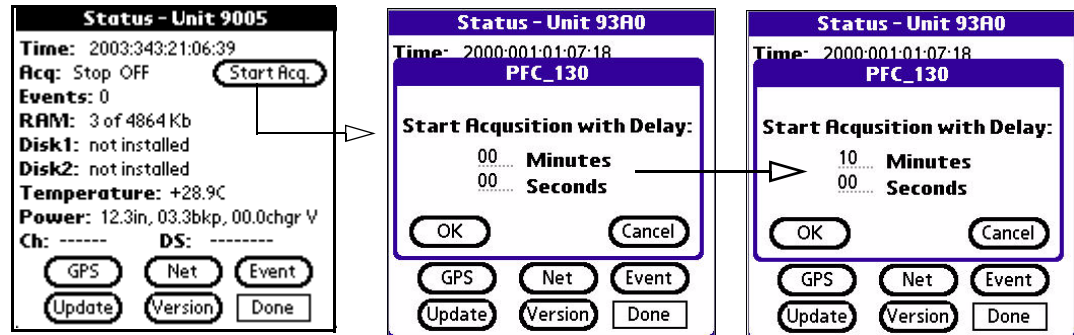 Status - Unit 9005
Time: 2003:343:21:06:39
Acq: Stop OFF
Start Acq.
Events: 0
RAM: 3 of 4864 Kb
Disk1: not installed
Disk2: not installed
Temperature: +28.9C
Power: 12.3in, 03.3bkp, 00.0chgr V
Ch: ------ DS: --------
GPS Net Event
Update Version Done
Status - Unit 93A0
Time: 2000:001:01:07:18
PFC_130
Start Acqusition with Delay:
00 Minutes
00 Seconds
OK Cancel
GPS Net Event
Update Version Done
Status - Unit 93A0
Time: 2000:001:01:07:18
PFC_130
Start Acqusition with Delay:
10 Minutes
00 Seconds
OK Cancel
GPS Net Event
Update Version Done